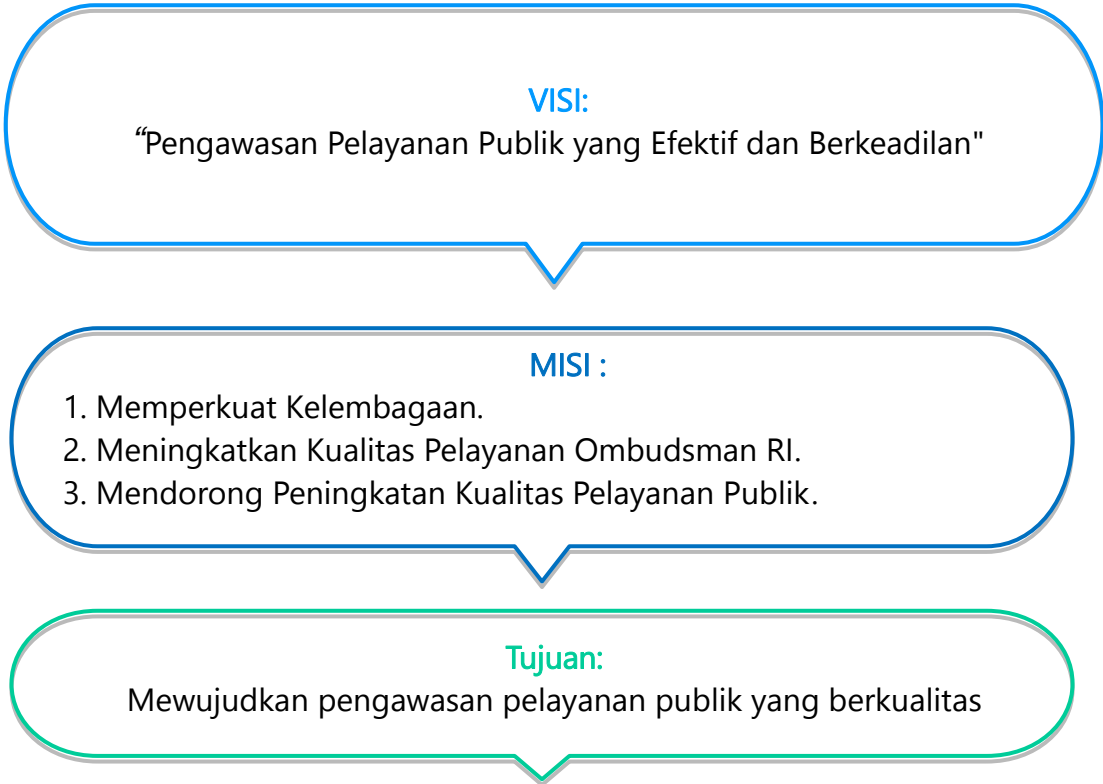 VISI:
“Pengawasan Pelayanan Publik yang Efektif dan Berkeadilan"
MISI :
1. Memperkuat Kelembagaan.
2. Meningkatkan Kualitas Pelayanan Ombudsman RI.
3. Mendorong Peningkatan Kualitas Pelayanan Publik.
Tujuan:
Mewujudkan pengawasan pelayanan publik yang berkualitas